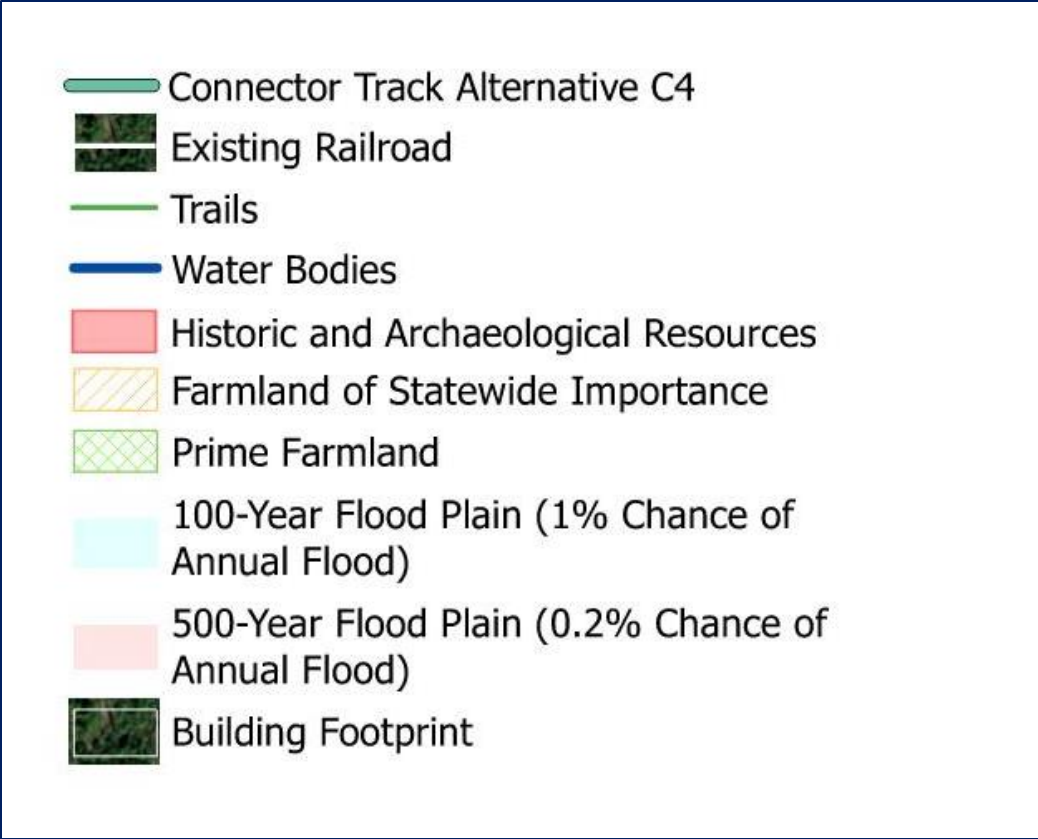 Connector Track Alternative C4
Existing Railroad
Trails
Water Bodies
Historic and Archaeological Resources
Farmland of Statewide Importance
Prime Farmland
100-Year Flood Plain (1% Chance of
Annual Flood)
500-Year Flood Plain (0.2% Chance of
Annual Flood)
Building Footprint